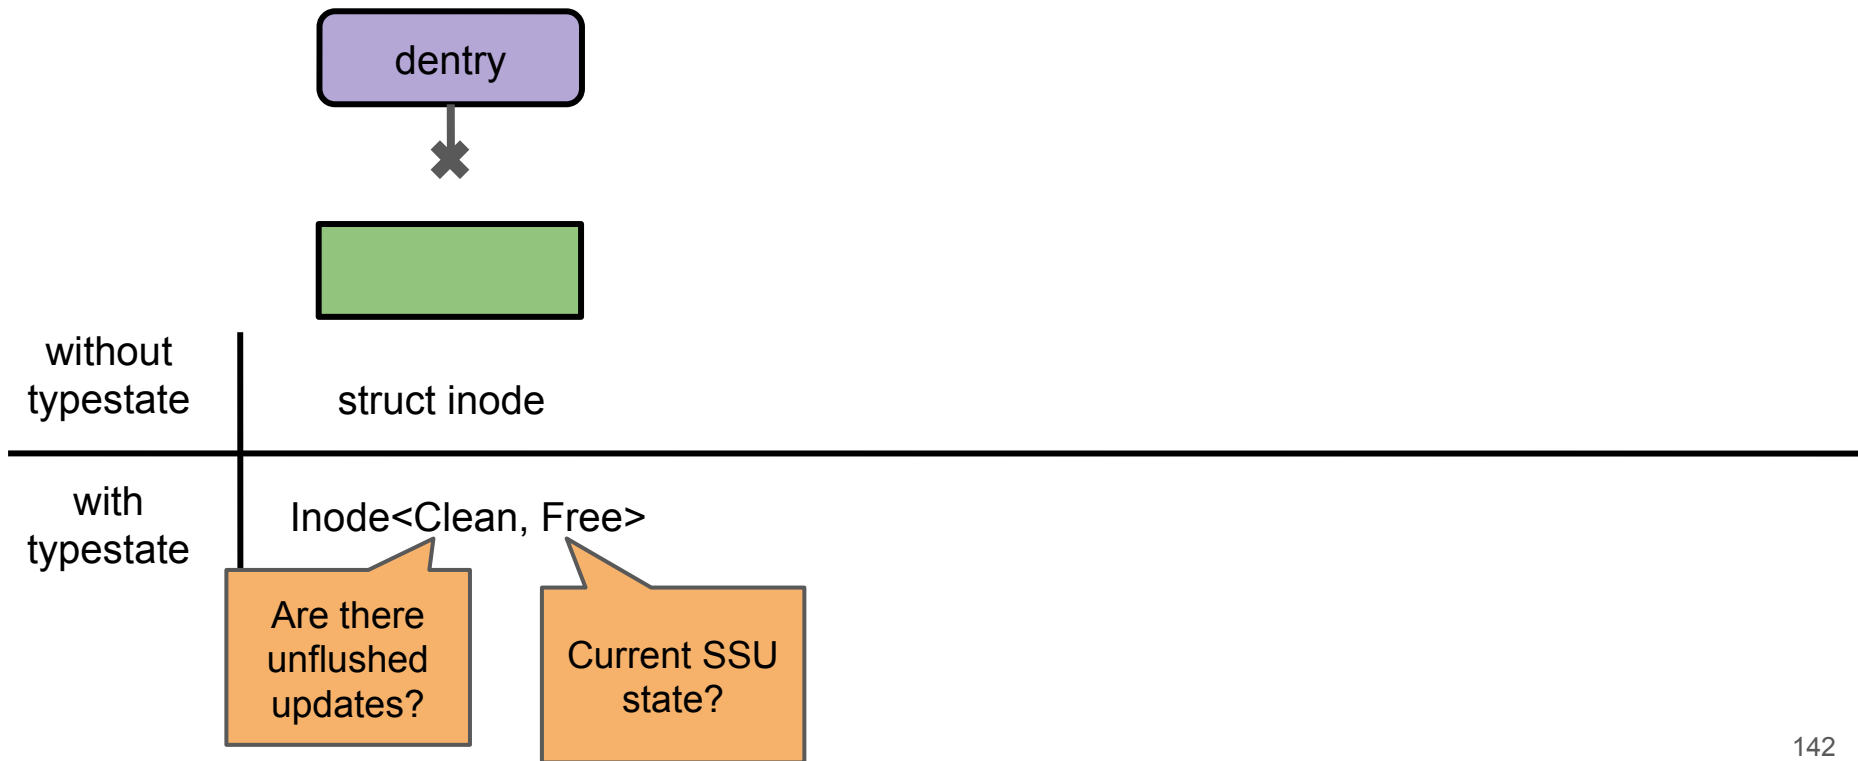 dentry
without
typestate
struct inode
with
typestate
Inode<Clean, Free>
Are there
unflushed
updates?
Current SSU
state?
142